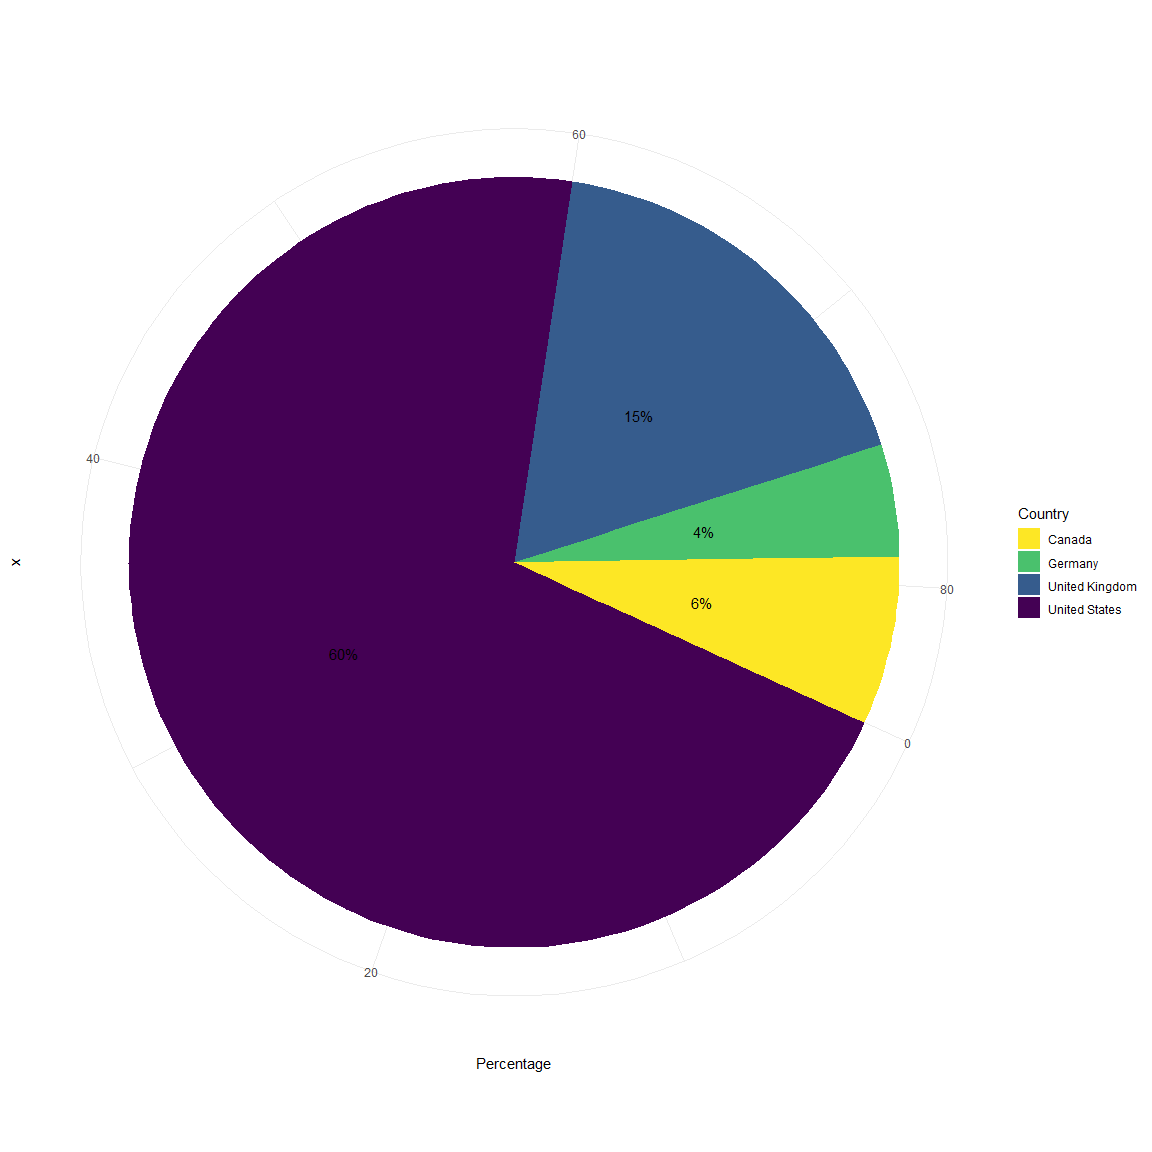 60
15%
40
4%
Country
Canada
Germany
United Kingdom
United States
x
80
6%
60%
0
20
Percentage